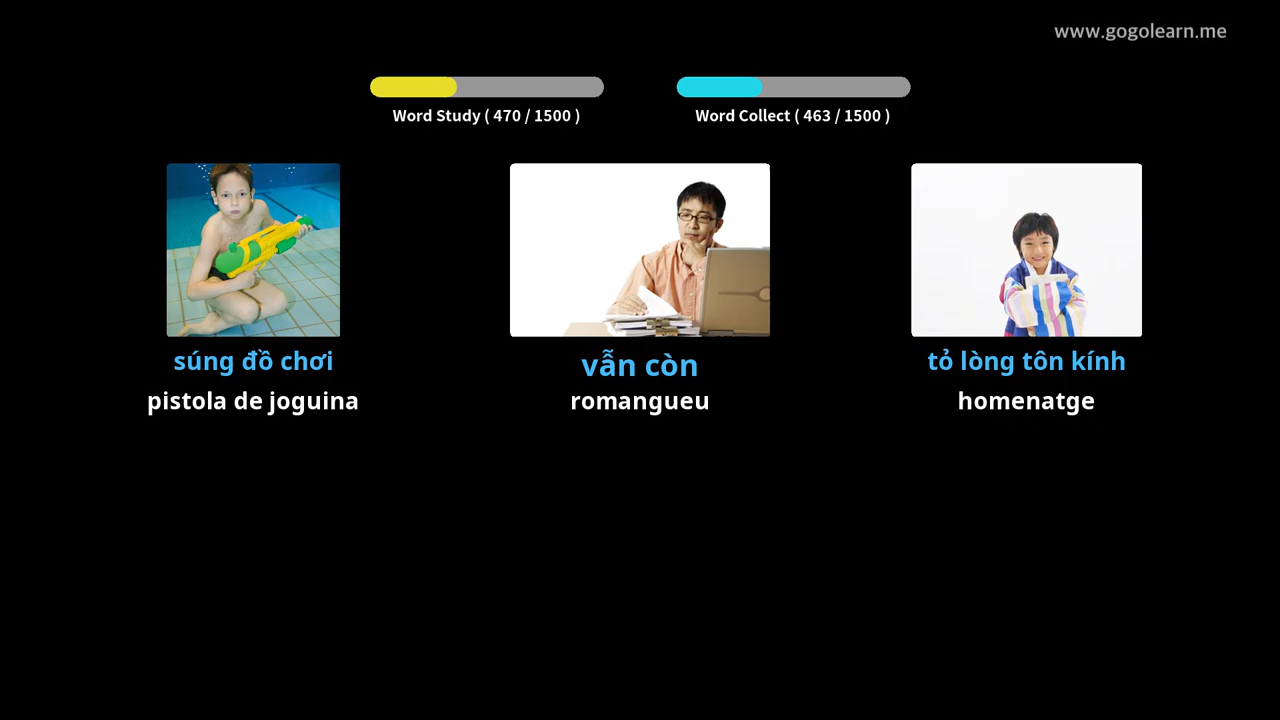 www.gogolearn.me
Word Study ( 470 / 1500 )
Word Collect ( 463 / 1500 )
súng đồ chơi
vẫn còn
tỏ lòng tôn kính
pistola de joguina
romangueu
homenatge